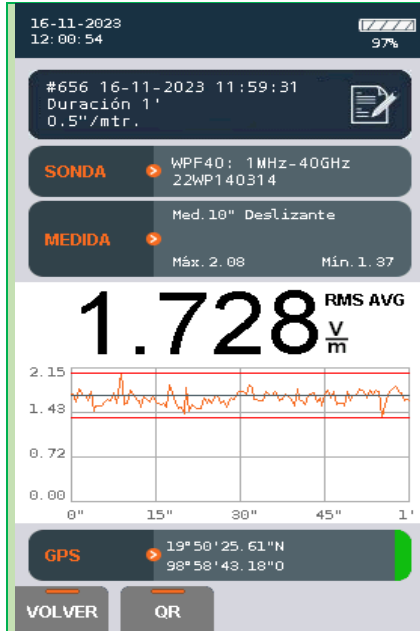 16-11-2023
12:00:54
97%
#656 16-11-2023 11:59:31
Duración 1'
0.5"/mtr.
SONDA
WPF40: 1MHz-40GHz
22WP140314
MEDIDA
Med.10" Deslizante
Máx.2.08 Mín.1.37
1.728 RMS AVG
V/m
2.15
1.43
0.72
0.00
0" 15" 30" 45" 1'
GPS
19°50'25.61"N
98°58'43.18"O
VOLVER QR